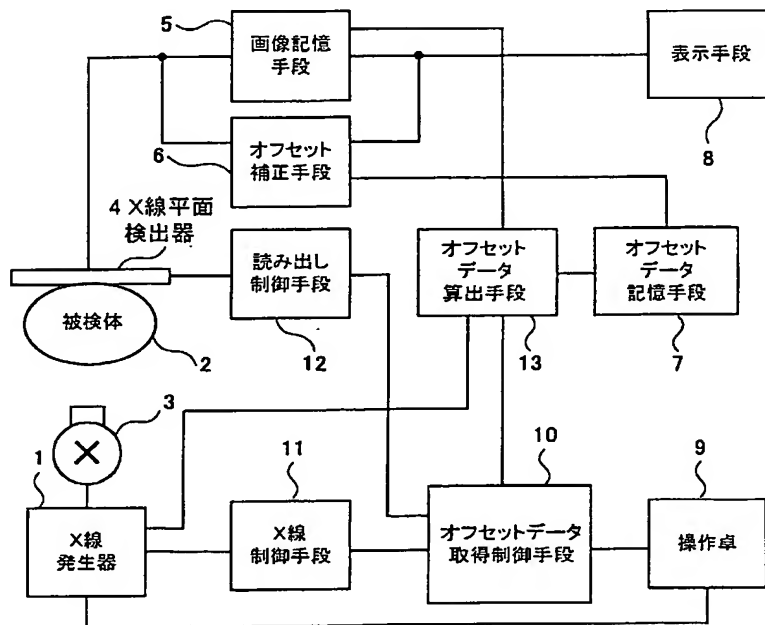 5
画像記憶
手段
表示手段
8
6
オフセット
補正手段
4 X線平面
検出器
読み出し
制御手段
12
オフセット
データ
算出手段
13
オフセット
データ
記憶手段
7
被検体
2
3
1
X線
発生器
11
X線
制御手段
10
オフセットデータ
取得制御手段
9
操作卓